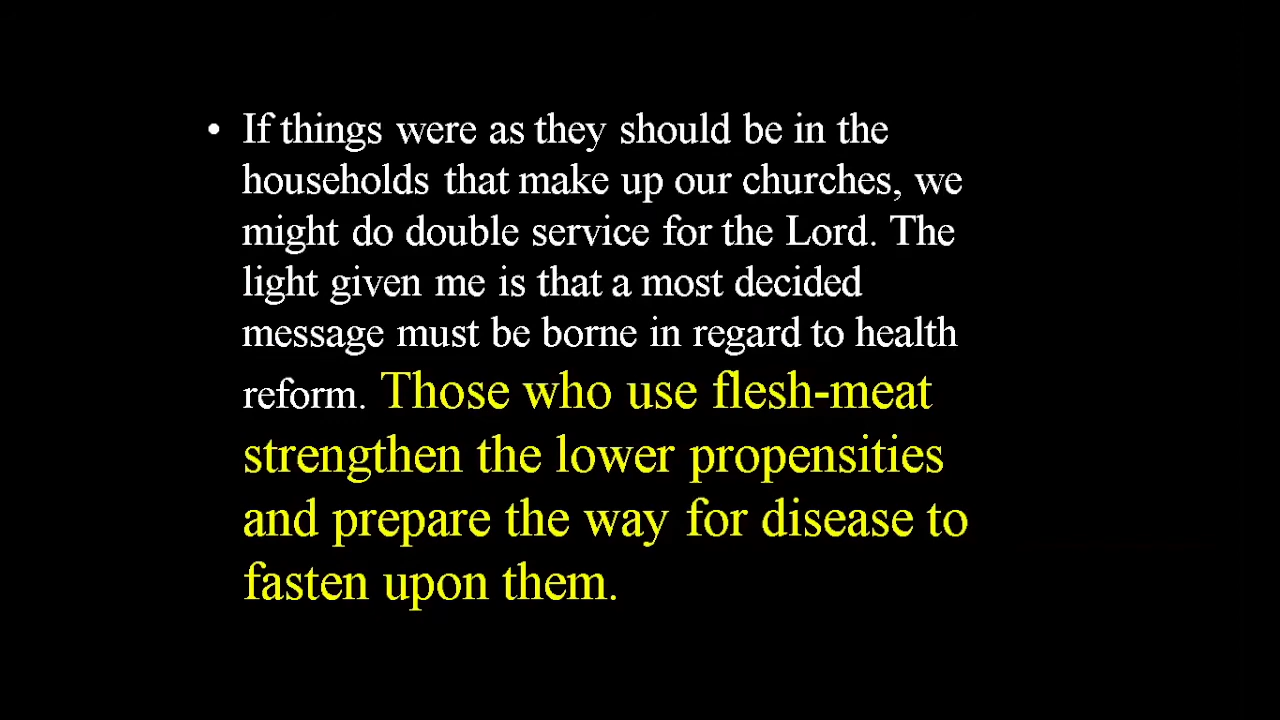 • If things were as they should be in the
households that make up our churches, we
might do double service for the Lord. The
light given me is that a most decided
message must be borne in regard to health
reform. Those who use flesh-meat
strengthen the lower propensities
and prepare the way for disease to
fasten upon them.